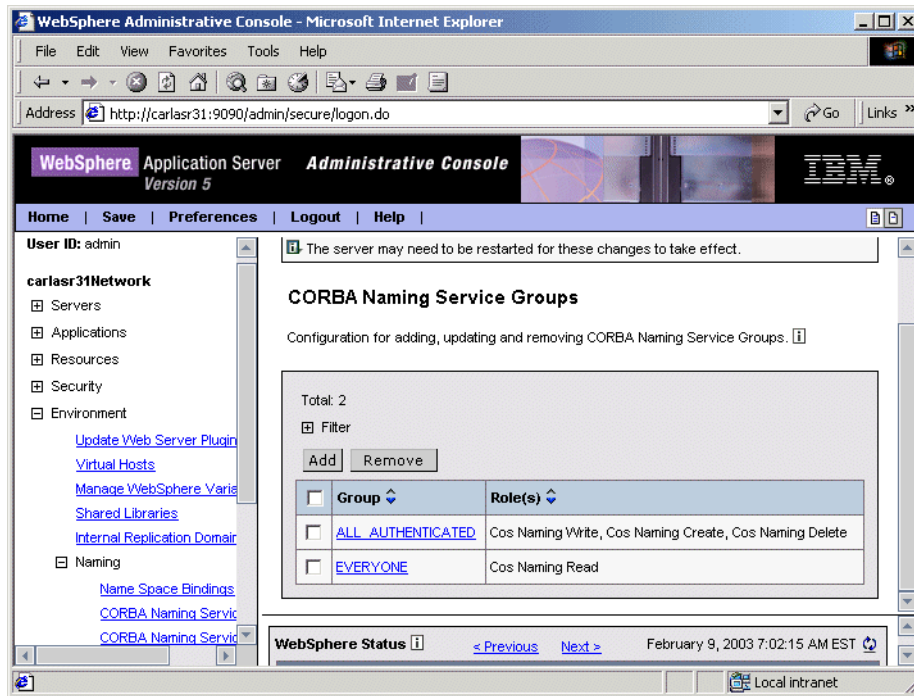 WebSphere Administrative Console - Microsoft Internet Explorer
File Edit View Favorites Tools Help
Address http://carlasr31:9090/admin/secure/logon.do Go Links »
WebSphere Application Server Administrative Console
Version 5
IBM®
Home | Save | Preferences | Logout | Help |
User ID: admin
carlasr31Network
Servers
Applications
Resources
Security
Environment
Update Web Server Plugin
Virtual Hosts
Manage WebSphere Varia
Shared Libraries
Internal Replication Domair
Naming
Name Space Bindings
CORBA Naming Servic
CORBA Naming Servic
The server may need to be restarted for these changes to take effect.
CORBA Naming Service Groups
Configuration for adding, updating and removing CORBA Naming Service Groups. i
Total: 2
Filter
Add Remove
Group Role(s)
ALL_AUTHENTICATED Cos Naming Write, Cos Naming Create, Cos Naming Delete
EVERYONE Cos Naming Read
WebSphere Status i < Previous Next > February 9, 2003 7:02:15 AM EST
Local intranet